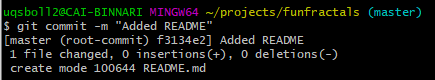 uqsboll2@CAI-BINNARI MINGW64 ~/projects/funfractals (master)
$ git commit -m "Added README"
[master (root-commit) f3134e2] Added README
 1 file changed, 0 insertions(+), 0 deletions(-)
 create mode 100644 README.md